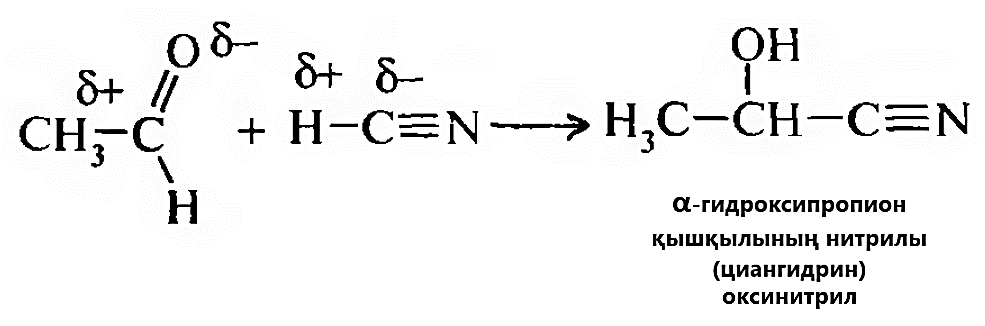 OH
O δ–
δ+ δ+ δ–
CH₃–C + H–C≡N ⟶ H₃C–CH–C≡N
H
α-гидроксипропион
қышқылының нитрилы
(циангидрин)
оксинитрил